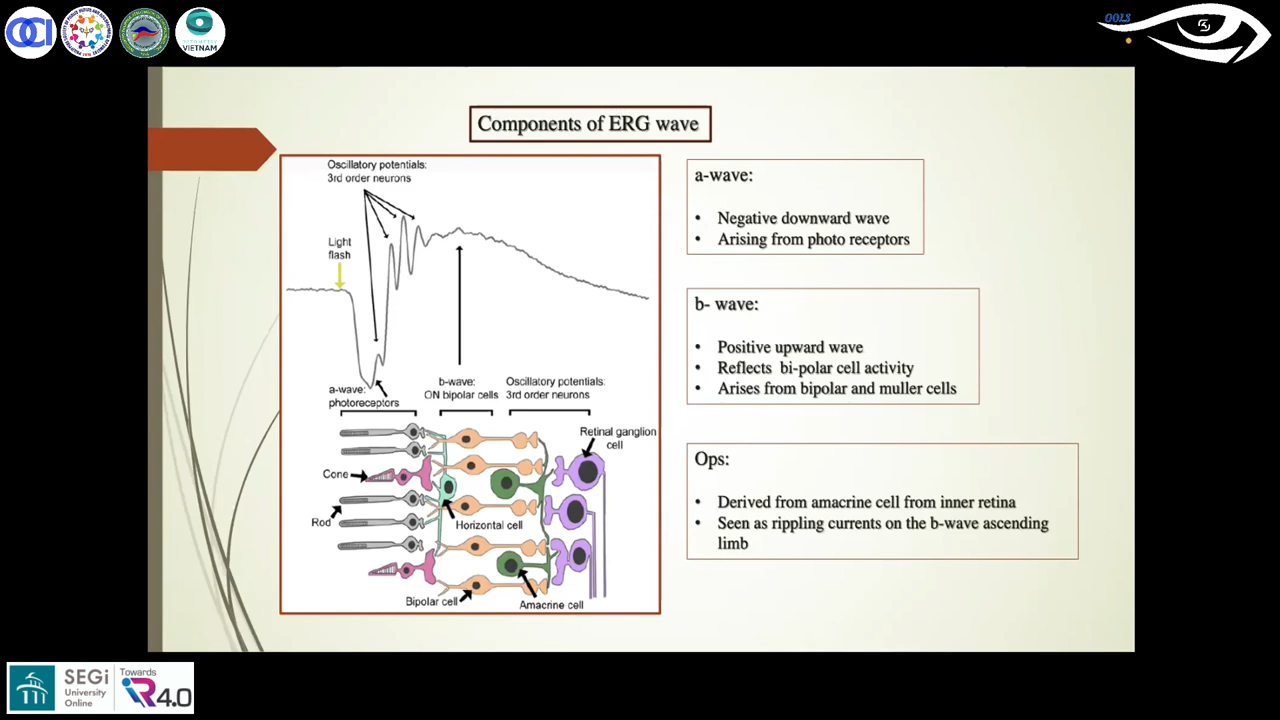 OCI
VIETNAM
OOLS
Components of ERG wave
Oscillatory potentials:
3rd order neurons
Light
flash
a-wave:
photoreceptors
b-wave:
ON bipolar cells
Oscillatory potentials:
3rd order neurons
Retinal ganglion
cell
Cone
Rod
Horizontal cell
Bipolar cell
Amacrine cell
a-wave:
• Negative downward wave
• Arising from photo receptors
b- wave:
• Positive upward wave
• Reflects bi-polar cell activity
• Arises from bipolar and muller cells
Ops:
• Derived from amacrine cell from inner retina
• Seen as rippling currents on the b-wave ascending
limb
SEGi
University
Online
Towards
iR4.0